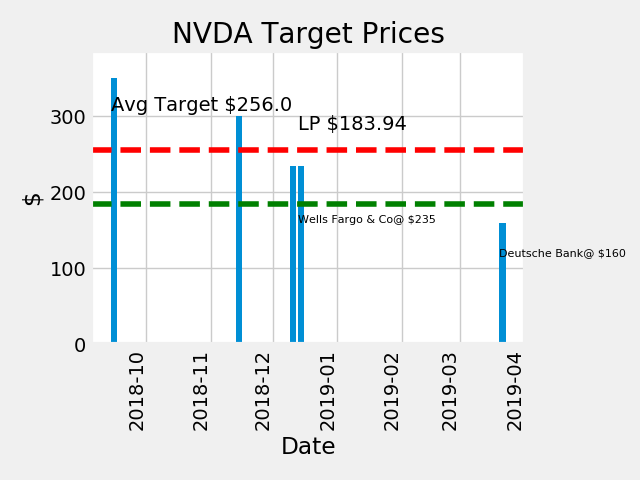 NVDA Target Prices
Avg Target $256.0
LP $183.94
Wells Fargo & Co@ $235
Deutsche Bank@ $160
$
300
200
100
0
2018-10
2018-11
2018-12
2019-01
2019-02
2019-03
2019-04
Date